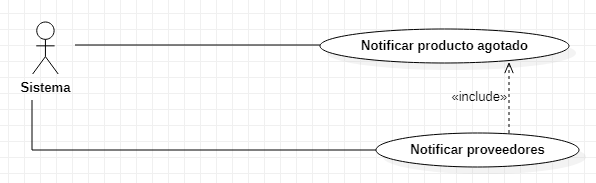 Notificar producto agotado
Sistema
«include»
Notificar proveedores